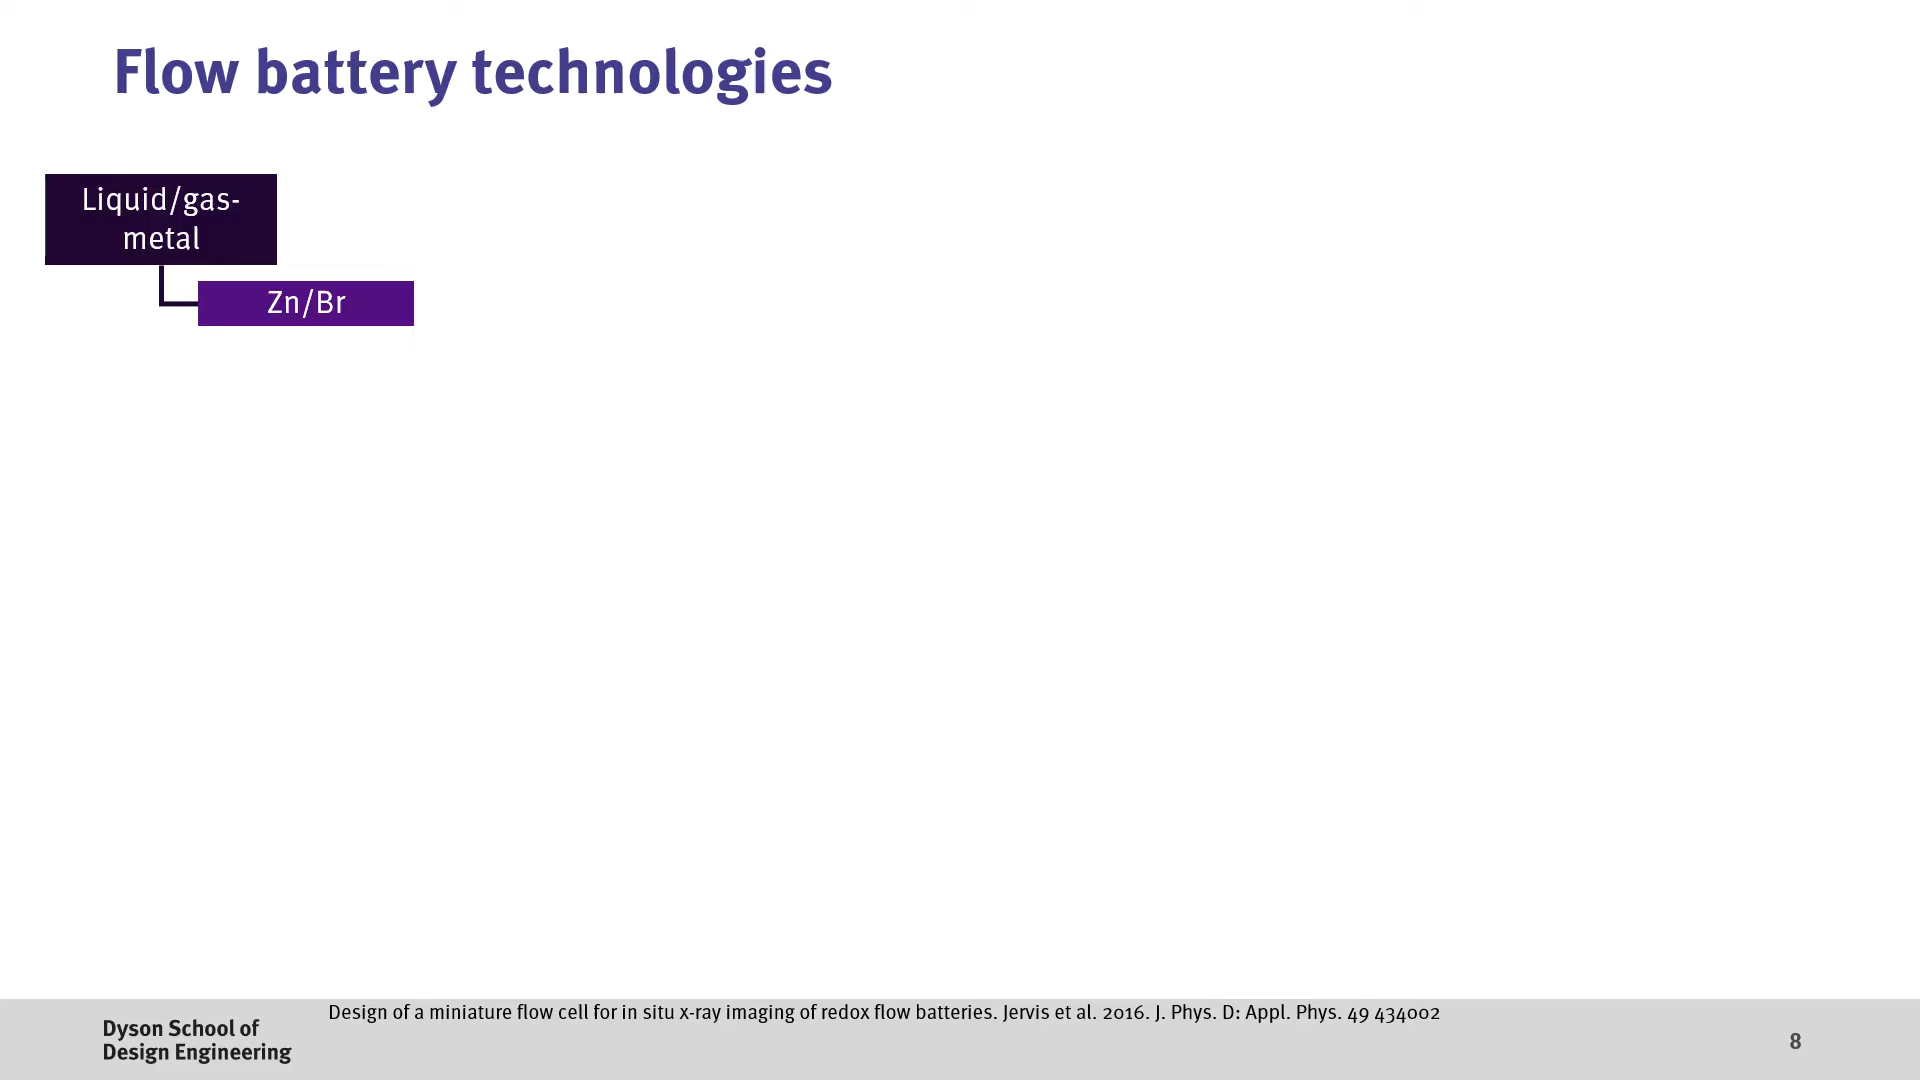 Flow battery technologies
Liquid/gas-
metal
Zn/Br
Design of a miniature flow cell for in situ x-ray imaging of redox flow batteries. Jervis et al. 2016. J. Phys. D: Appl. Phys. 49 434002
Dyson School of
Design Engineering
8